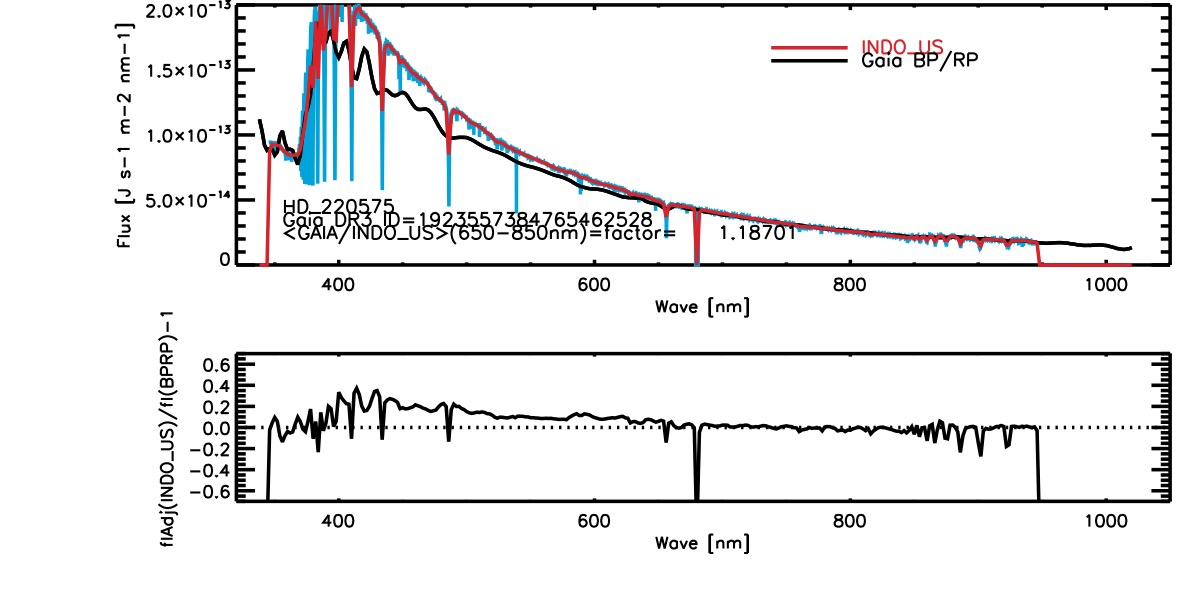 2.0×10⁻¹³
1.5×10⁻¹³
1.0×10⁻¹³
5.0×10⁻¹⁴
0
Flux [J s−1 m−2 nm−1]
INDO_US
Gaia BP/RP
HD_220575
Gaia DR3 ID=1923557384765462528
<GAIA/INDO_US>(650−850nm)=factor= 1.18701
400 600 800 1000
Wave [nm]
flAdj(INDO_US)/fl(BPRP)−1
0.6
0.4
0.2
0.0
−0.2
−0.4
−0.6
400 600 800 1000
Wave [nm]